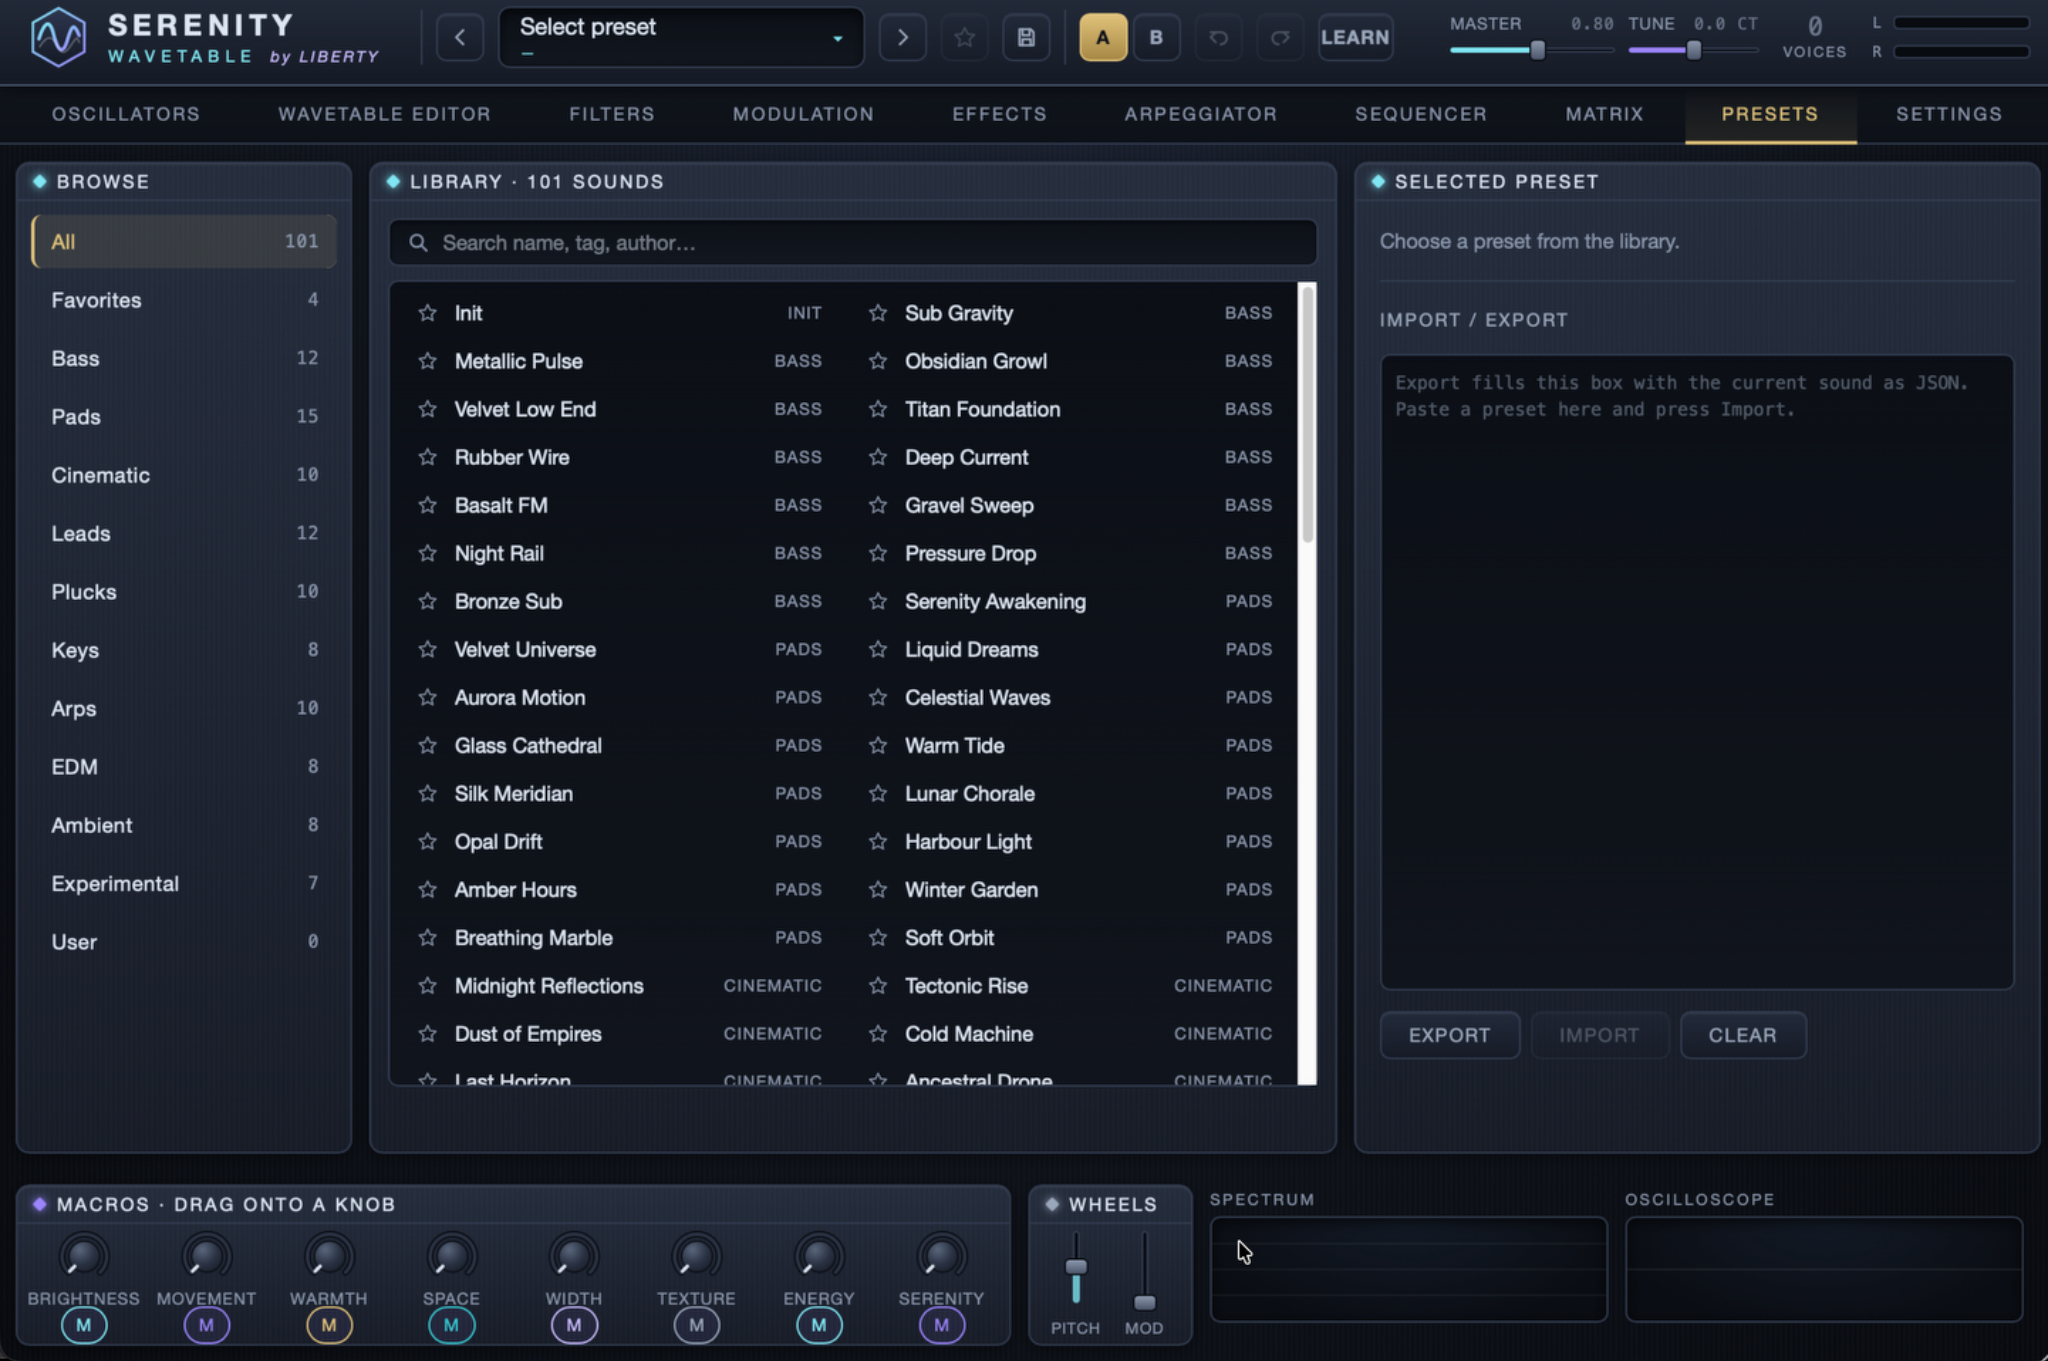 SERENITY
WAVETABLE by LIBERTY
Select preset
–
A
B
LEARN
MASTER 0.80
TUNE 0.0 CT
0
VOICES
L
R
OSCILLATORS
WAVETABLE EDITOR
FILTERS
MODULATION
EFFECTS
ARPEGGIATOR
SEQUENCER
MATRIX
PRESETS
SETTINGS
BROWSE
All 101
Favorites 4
Bass 12
Pads 15
Cinematic 10
Leads 12
Plucks 10
Keys 8
Arps 10
EDM 8
Ambient 8
Experimental 7
User 0
LIBRARY · 101 SOUNDS
Search name, tag, author...
Init INIT Sub Gravity BASS
Metallic Pulse BASS Obsidian Growl BASS
Velvet Low End BASS Titan Foundation BASS
Rubber Wire BASS Deep Current BASS
Basalt FM BASS Gravel Sweep BASS
Night Rail BASS Pressure Drop BASS
Bronze Sub BASS Serenity Awakening PADS
Velvet Universe PADS Liquid Dreams PADS
Aurora Motion PADS Celestial Waves PADS
Glass Cathedral PADS Warm Tide PADS
Silk Meridian PADS Lunar Chorale PADS
Opal Drift PADS Harbour Light PADS
Amber Hours PADS Winter Garden PADS
Breathing Marble PADS Soft Orbit PADS
Midnight Reflections CINEMATIC Tectonic Rise CINEMATIC
Dust of Empires CINEMATIC Cold Machine CINEMATIC
Last Horizon CINEMATIC Ancestral Drone CINEMATIC
SELECTED PRESET
Choose a preset from the library.
IMPORT / EXPORT
Export fills this box with the current sound as JSON.
Paste a preset here and press Import.
EXPORT
IMPORT
CLEAR
MACROS · DRAG ONTO A KNOB
BRIGHTNESS MOVEMENT WARMTH SPACE WIDTH TEXTURE ENERGY SERENITY
M M M M M M M M
WHEELS
PITCH MOD
SPECTRUM
OSCILLOSCOPE